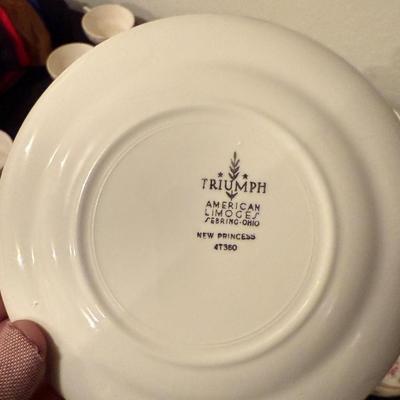 TRIUMPH
AMERICAN
LIMOGES
SEBRING-OHIO
NEW PRINCESS
4T360